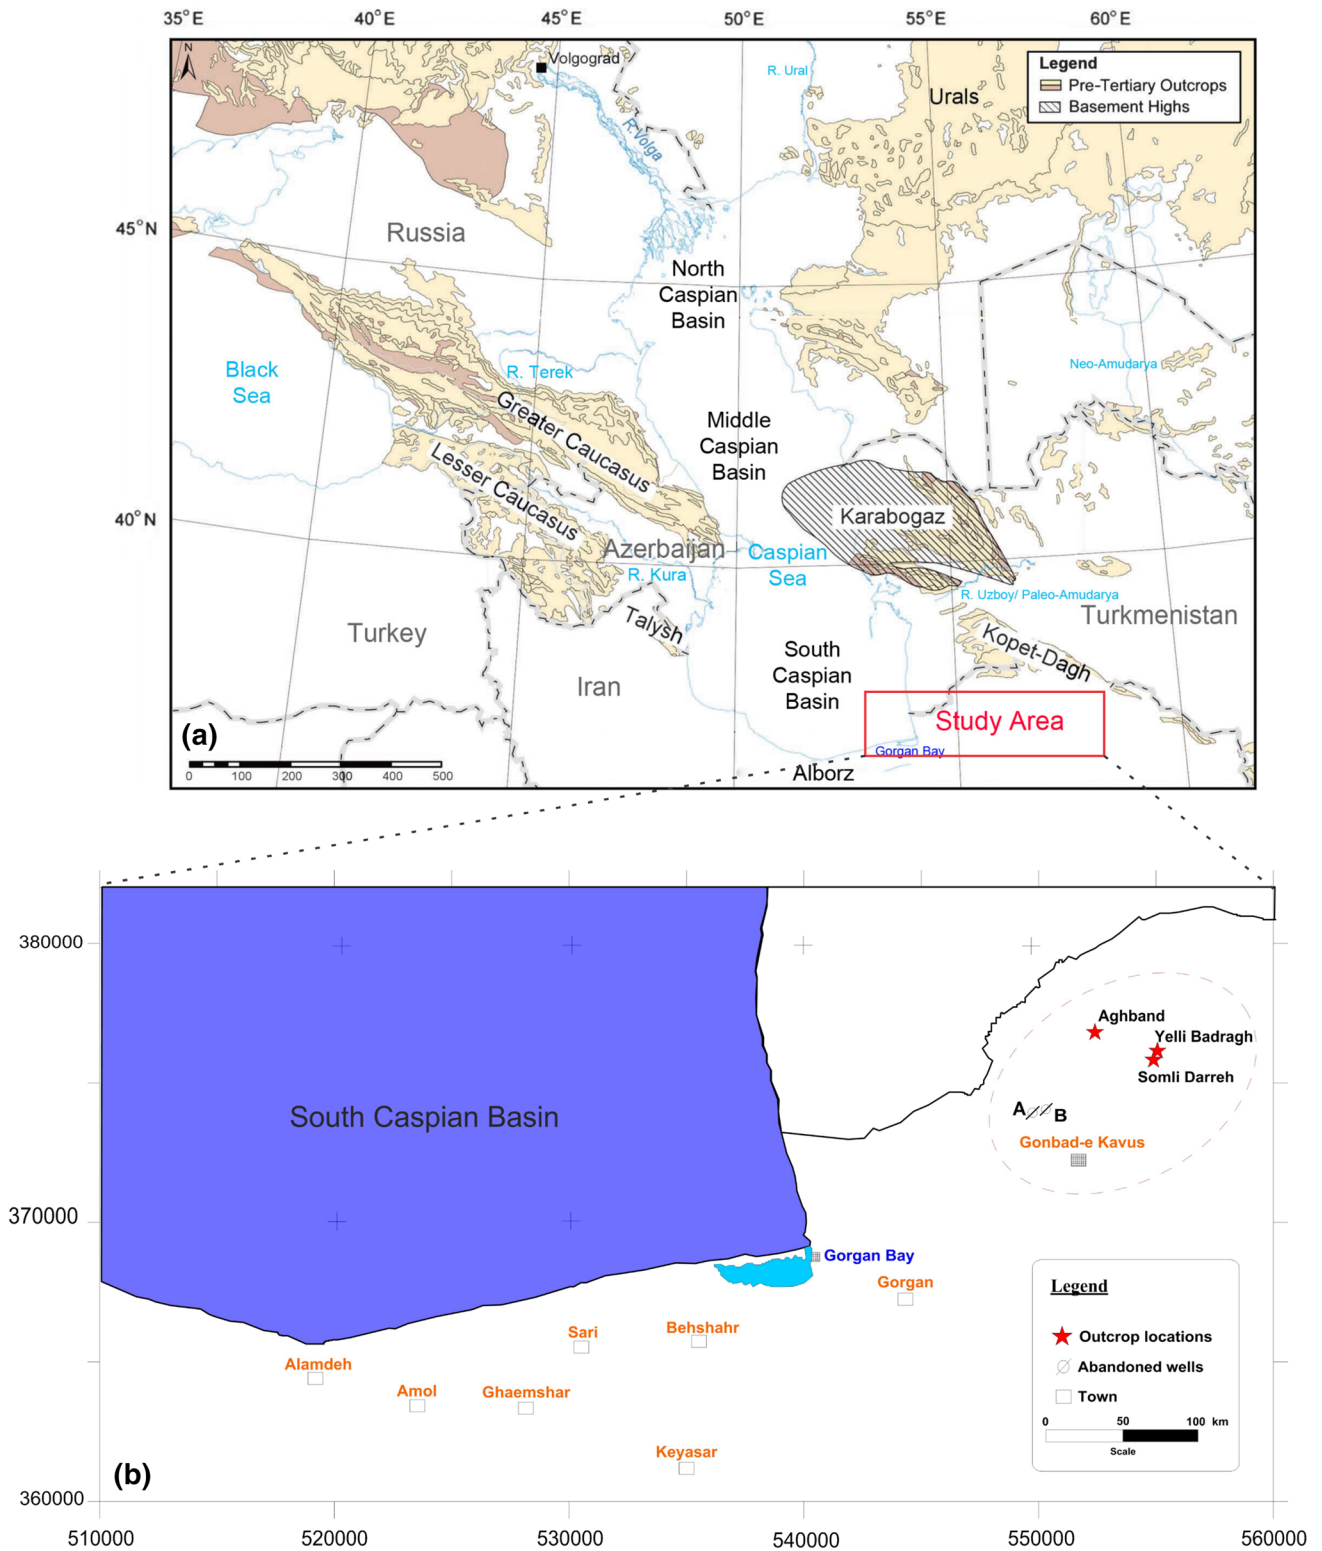 35°E 40°E 45°E 50°E 55°E 60°E
N
Volgograd
R. Ural
Urals
Legend
Pre-Tertiary Outcrops
Basement Highs
R.Volga
45°N
Russia
North
Caspian
Basin
Black
Sea
R. Terek
Neo-Amudarya
Greater Caucasus
Middle
Caspian
Basin
Lesser Caucasus
Karabogaz
40°N
Azerbaijan
Caspian
Sea
R. Kura
R. Uzboy/ Paleo-Amudarya
Turkmenistan
Talysh
Turkey
Kopet-Dagh
Iran
South
Caspian
Basin
Study Area
(a)
Gorgan Bay
0 100 200 300 400 500
Alborz
380000
Aghband
Yelli Badragh
Somli Darreh
South Caspian Basin
A B
Gonbad-e Kavus
370000
Gorgan Bay
Gorgan
Legend
Sari
Behshahr
Outcrop locations
Alamdeh
Abandoned wells
Amol
Ghaemshar
Town
0 50 100 km
Scale
Keyasar
(b)
360000
510000 520000 530000 540000 550000 560000